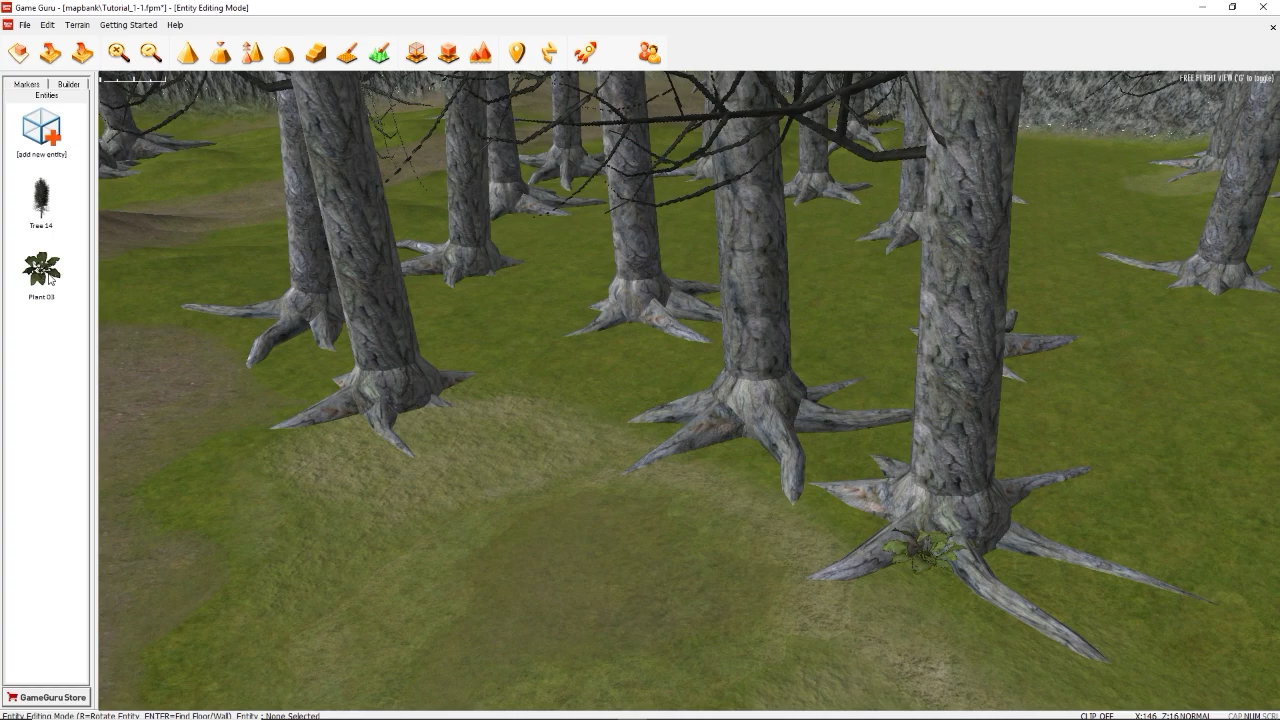 Game Guru - [mapbank\Tutorial_1-1.fpm*] - [Entity Editing Mode]
File Edit Terrain Getting Started Help
Markers Builder
Entities
[add new entity]
Tree 14
Plant 03
FREE FLIGHT VIEW ('G' to toggle)
GameGuru Store
Entity Editing Mode (R=Rotate Entity, ENTER=Find Floor/Wall) Entity : None Selected CLIP OFF X:146 Z:16 NORMAL CAP NUM SCRL